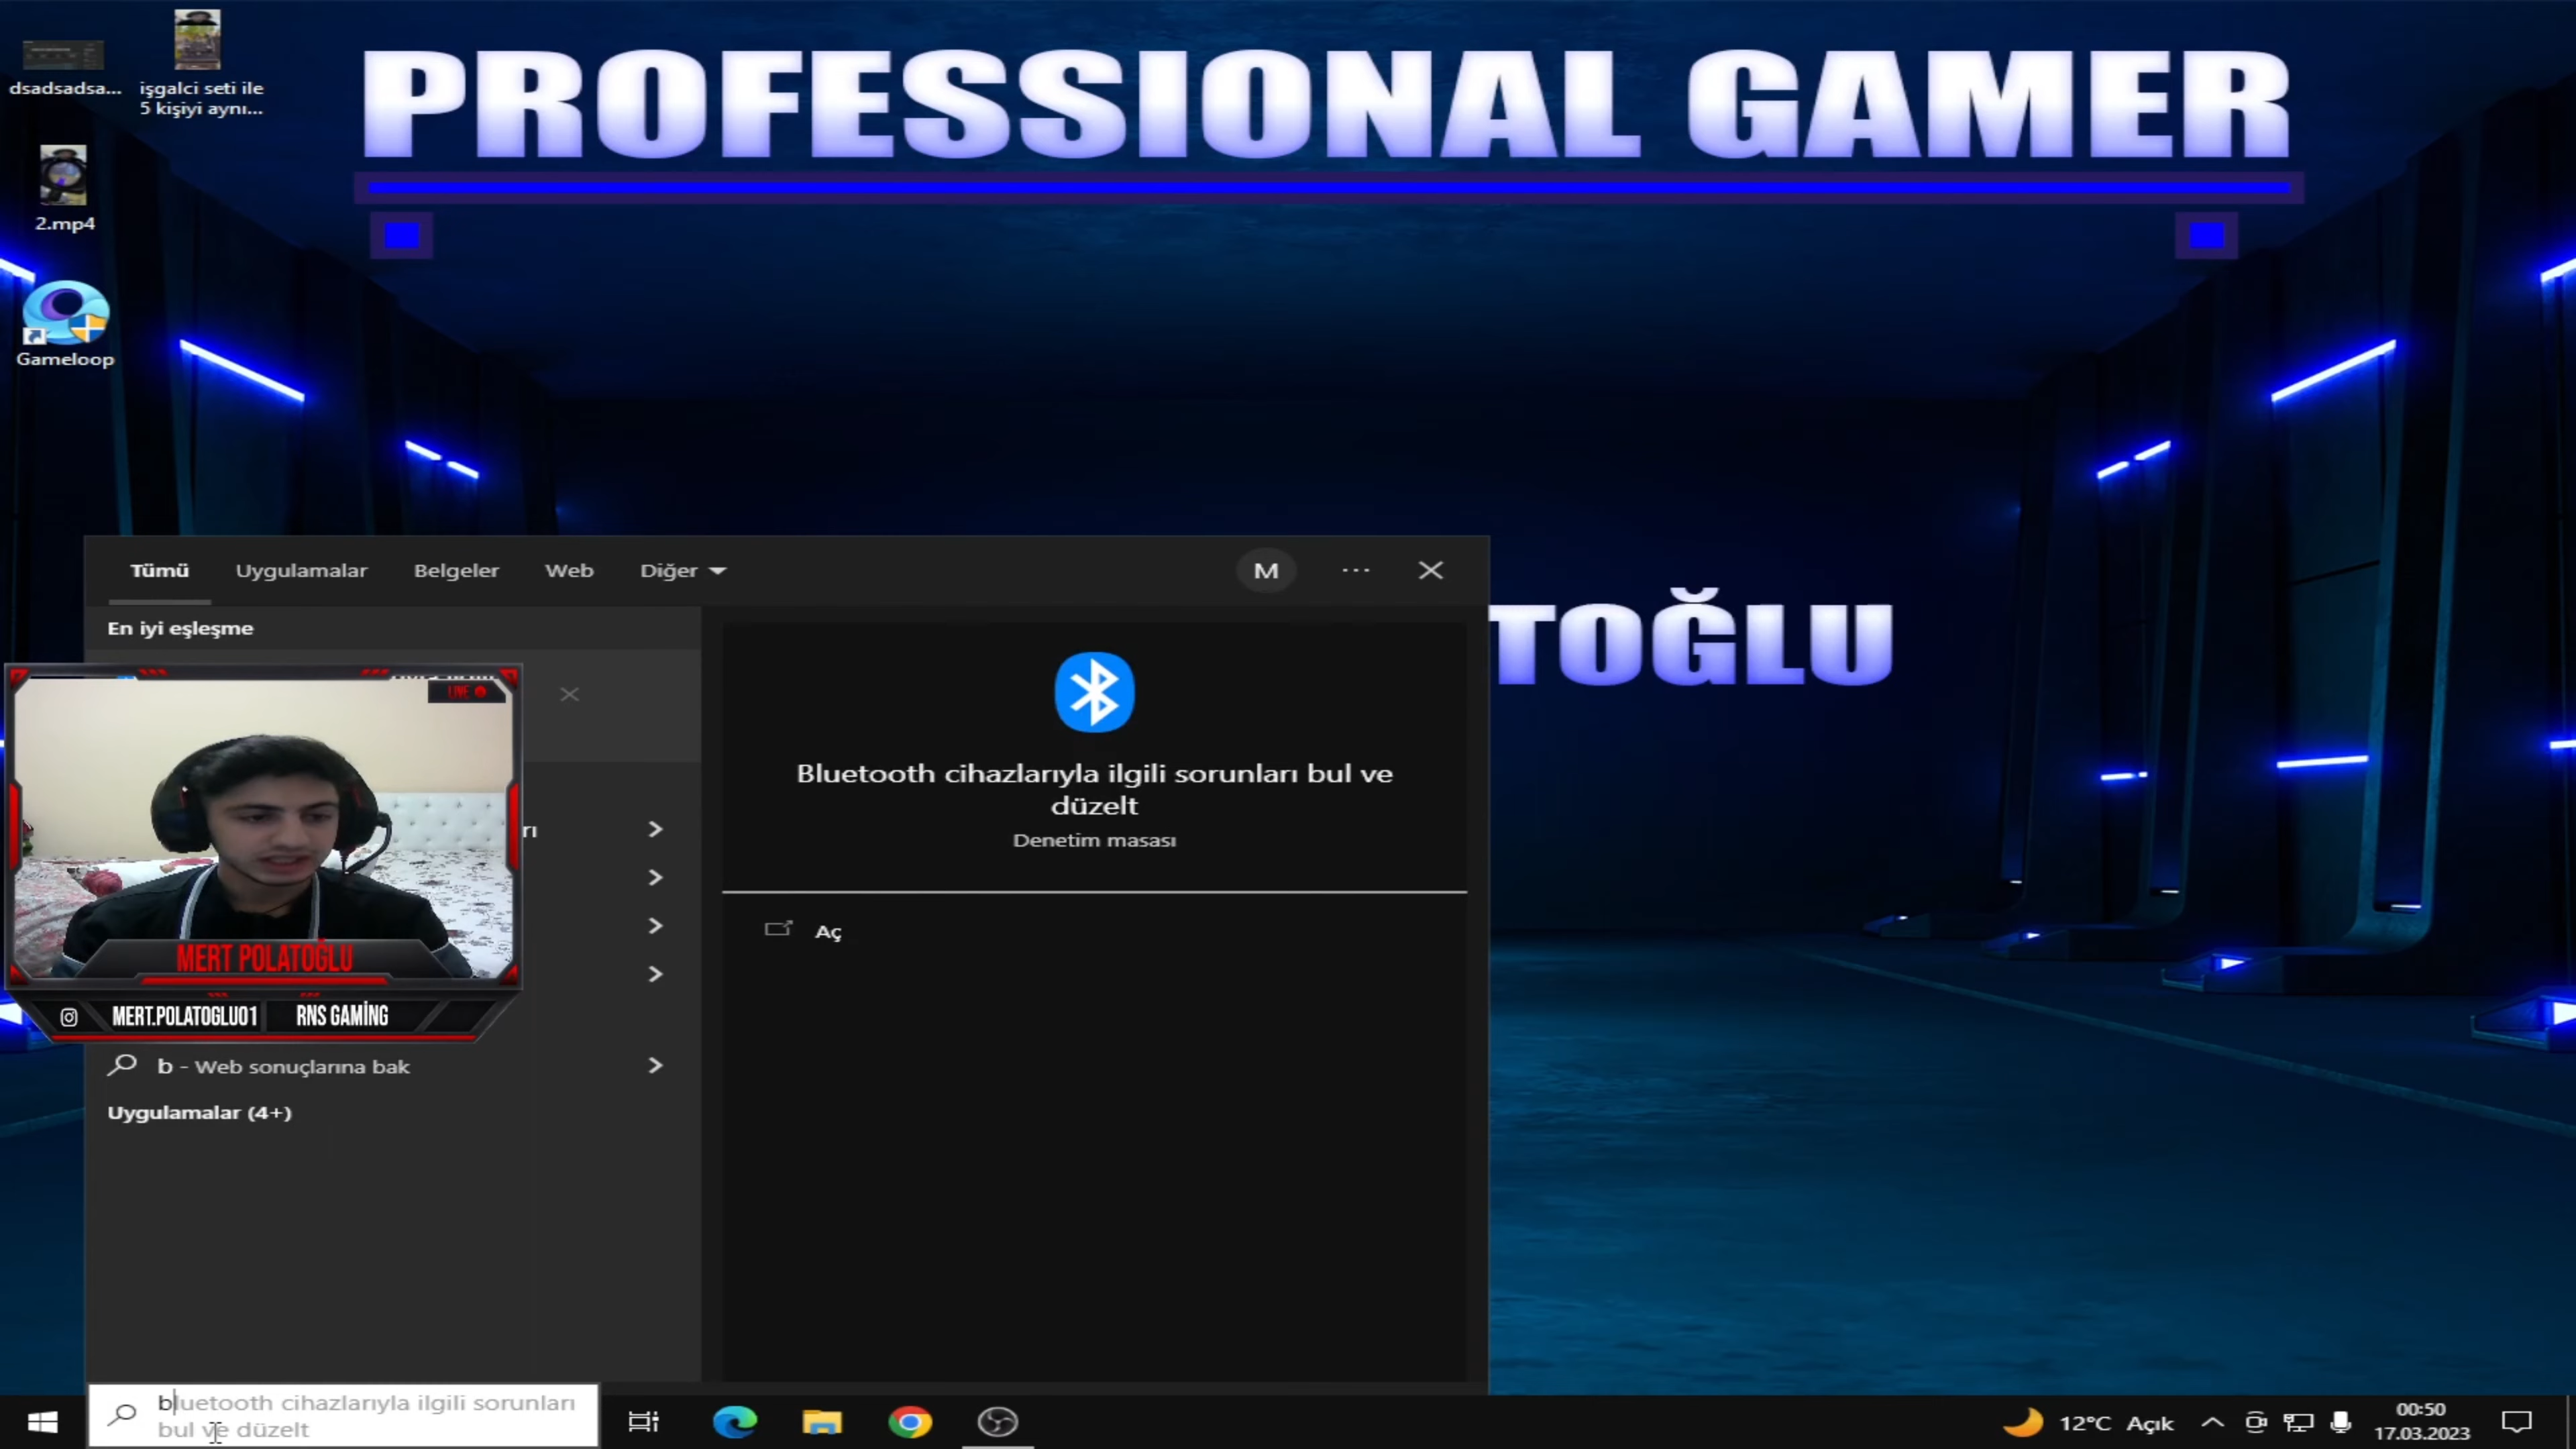 PROFESSIONAL GAMER
dsadsadsa...
işgalci seti ile
5 kişiyi aynı...
2.mp4
Gameloop
TOĞLU
Tümü
Uygulamalar
Belgeler
Web
Diğer
M
En iyi eşleşme
LIVE
Bluetooth cihazlarıyla ilgili sorunları bul ve
düzelt
Denetim masası
rı
Aç
MERT POLATOĞLU
MERT.POLATOGLU01
RNS GAMİNG
b - Web sonuçlarına bak
Uygulamalar (4+)
bluetooth cihazlarıyla ilgili sorunları
bul ve düzelt
12°C Açık
00:50
17.03.2023